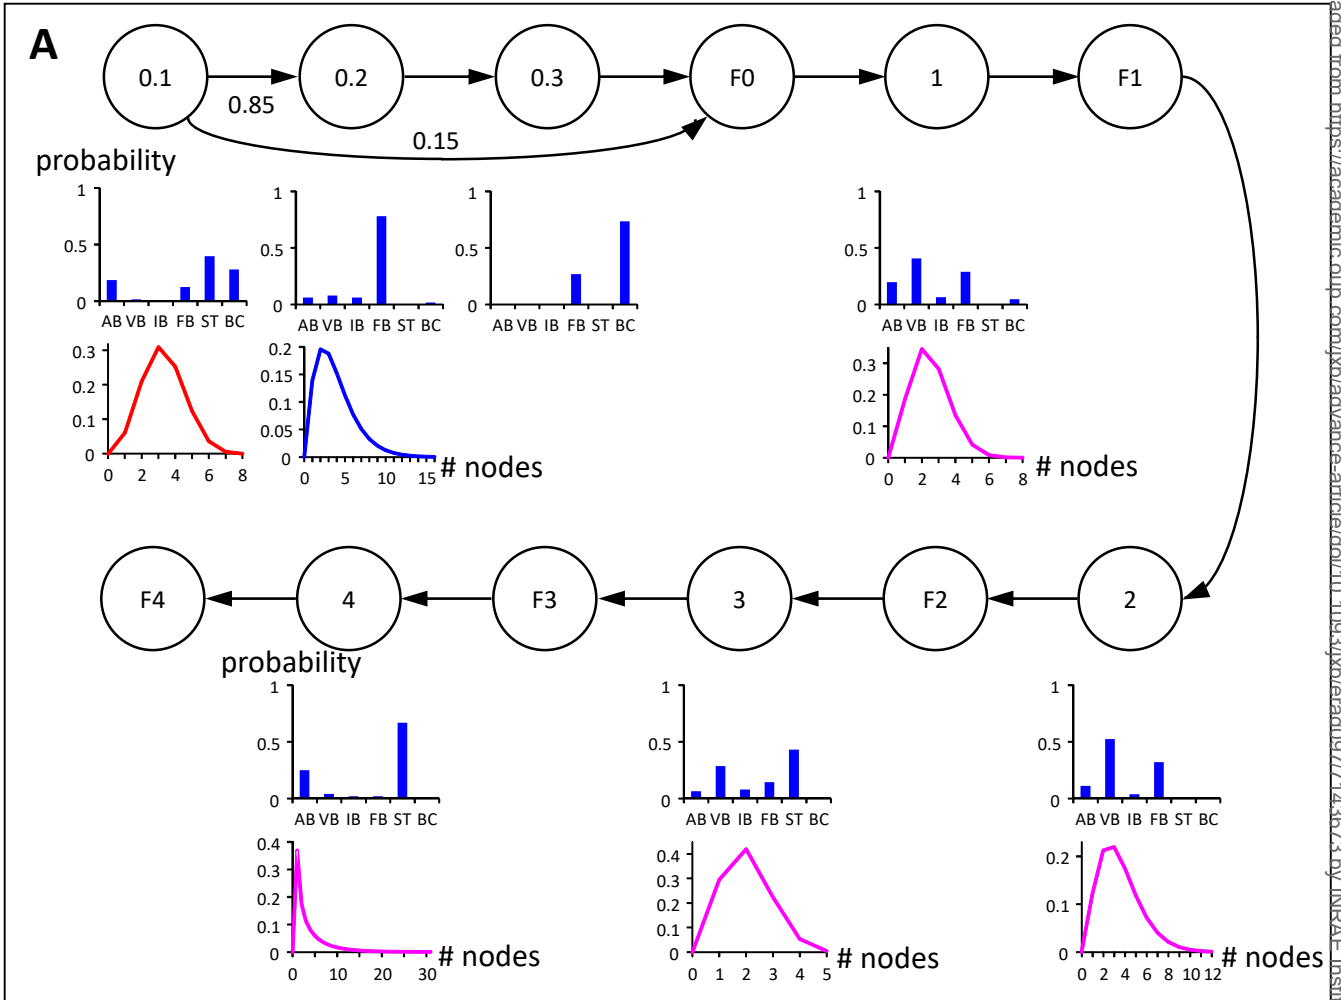 A
0.1 0.2 0.3 F0 1 F1
0.85
0.15
probability
1 0.5 0 AB VB IB FB ST BC
1 0.5 0 AB VB IB FB ST BC
1 0.5 0 AB VB IB FB ST BC
1 0.5 0 AB VB IB FB ST BC
0.3 0.2 0.1 0 0 2 4 6 8
0.2 0.15 0.1 0.05 0 0 5 10 15 # nodes
0.3 0.2 0.1 0 0 2 4 6 8 # nodes
F4 4 F3 3 F2 2
probability
1 0.5 0 AB VB IB FB ST BC
1 0.5 0 AB VB IB FB ST BC
1 0.5 0 AB VB IB FB ST BC
0.4 0.3 0.2 0.1 0 0 10 20 30 # nodes
0.4 0.3 0.2 0.1 0 0 1 2 3 4 5 # nodes
0.2 0.1 0 0 2 4 6 8 10 12 # nodes